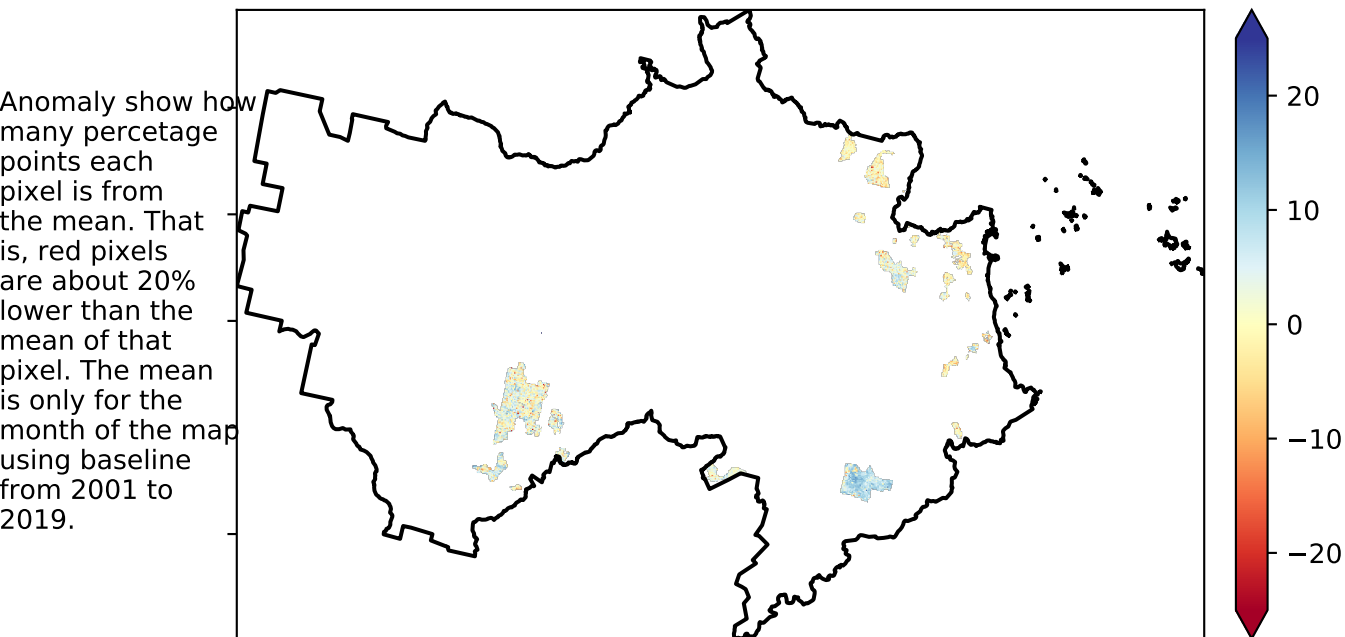 Anomaly show how
many percetage
points each
pixel is from
the mean. That
is, red pixels
are about 20%
lower than the
mean of that
pixel. The mean
is only for the
month of the map
using baseline
from 2001 to
2019.
20
10
0
−10
−20